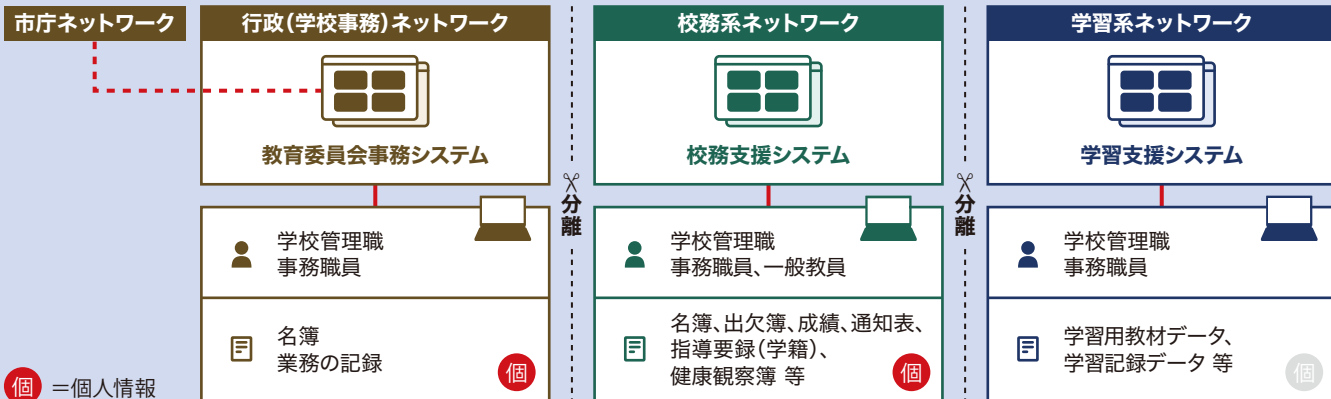 市庁ネットワーク
行政(学校事務)ネットワーク
教育委員会事務システム
学校管理職
事務職員
名簿
業務の記録
個
個 =個人情報
分離
校務系ネットワーク
校務支援システム
学校管理職
事務職員、一般教員
名簿、出欠簿、成績、通知表、
指導要録(学籍)、
健康観察簿 等
個
分離
学習系ネットワーク
学習支援システム
学校管理職
事務職員
学習用教材データ、
学習記録データ 等
個